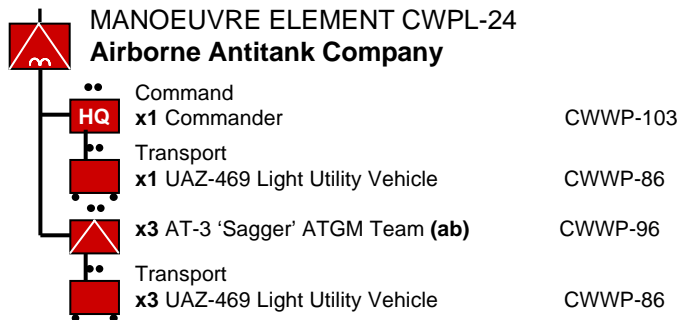 MANOEUVRE ELEMENT CWPL-24
Airborne Antitank Company
Command
HQ x1 Commander CWWP-103
Transport
x1 UAZ-469 Light Utility Vehicle CWWP-86
x3 AT-3 ‘Sagger’ ATGM Team (ab) CWWP-96
Transport
x3 UAZ-469 Light Utility Vehicle CWWP-86